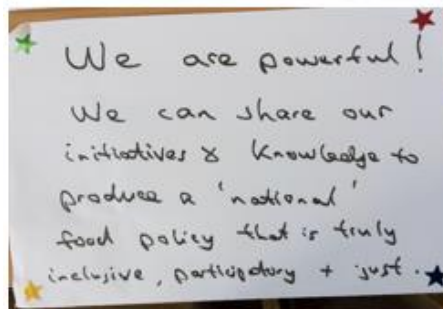 We are powerful!
We can share our
initiatives & knowledge to
produce a 'national'
food policy that is truly
inclusive, participatory + just.